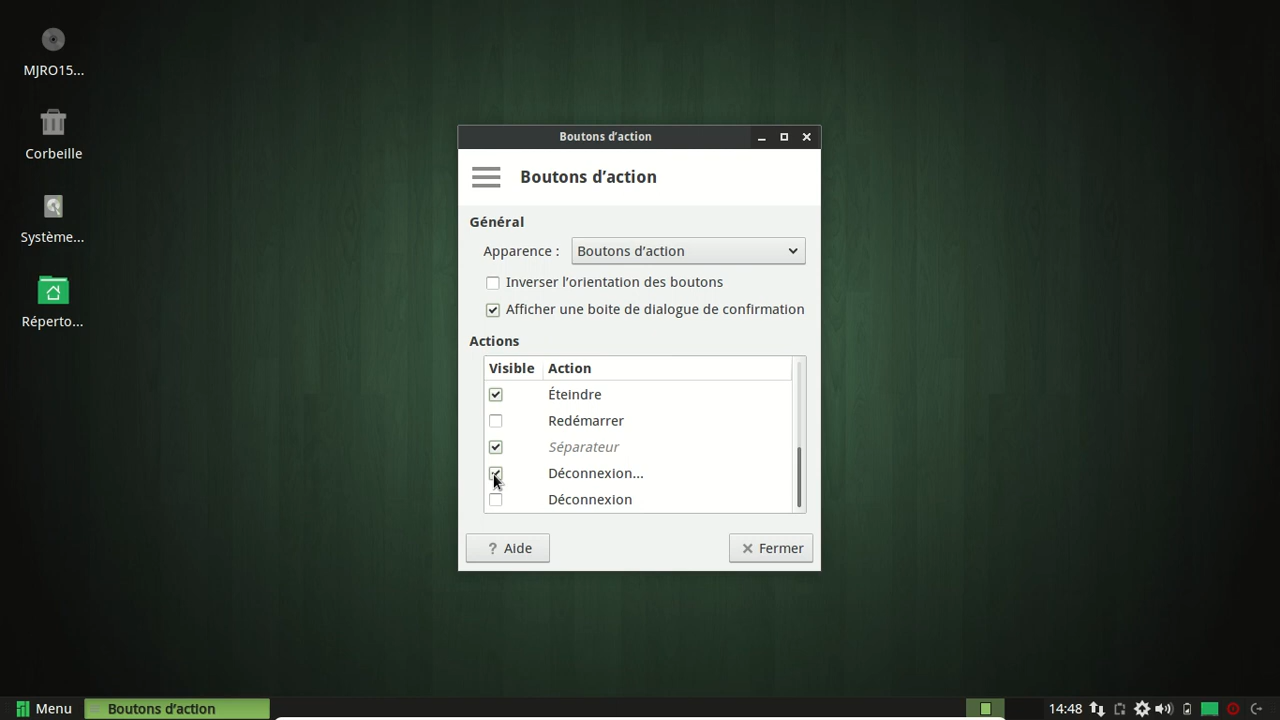 MJRO15...
Corbeille
Système...
Réperto...
Boutons d’action
Boutons d’action
Général
Apparence :
Boutons d’action
Inverser l’orientation des boutons
Afficher une boite de dialogue de confirmation
Actions
Visible Action
Éteindre
Redémarrer
Séparateur
Déconnexion...
Déconnexion
? Aide
Fermer
Menu
Boutons d’action
14:48